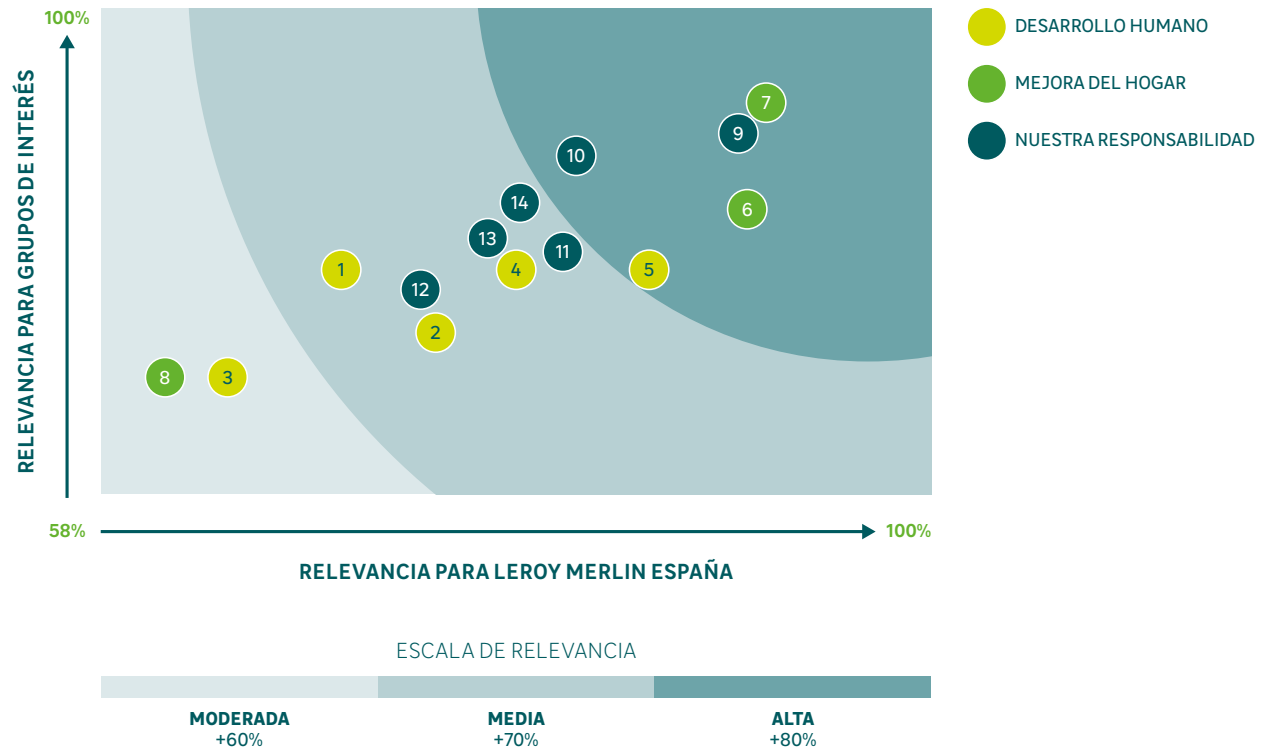 100%
RELEVANCIA PARA GRUPOS DE INTERÉS
7
9
10
6
14
13
11
1
4
5
12
2
8
3
58%
100%
RELEVANCIA PARA LEROY MERLIN ESPAÑA
DESARROLLO HUMANO
MEJORA DEL HOGAR
NUESTRA RESPONSABILIDAD
ESCALA DE RELEVANCIA
MODERADA
+60%
MEDIA
+70%
ALTA
+80%